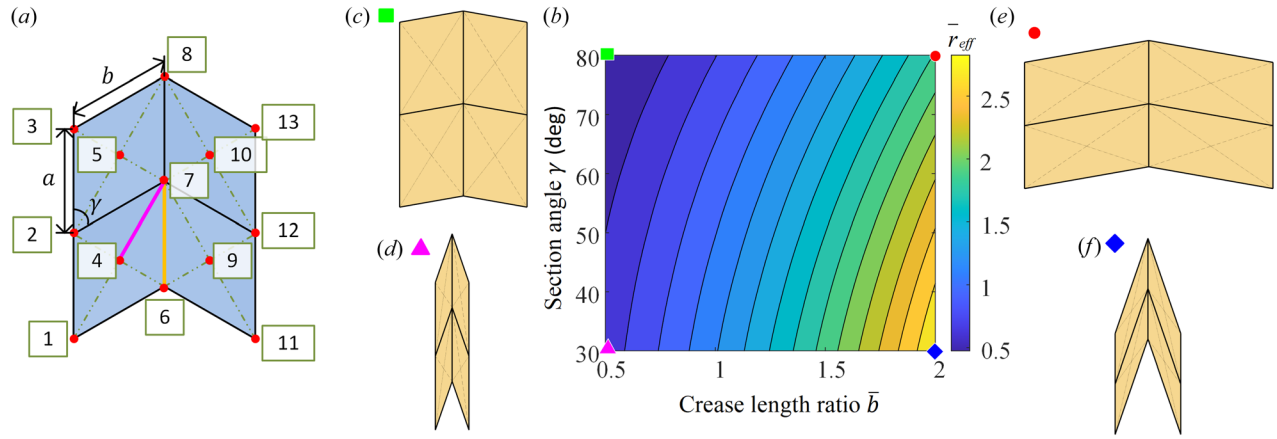 (a)
8
b
3
13
5
10
a
7
γ
2
12
4
9
6
1
11
(c)
(d)
(b)
r̄eff
Section angle γ (deg)
80
70
60
50
40
30
0.5
1
1.5
2
Crease length ratio b̄
2.5
2
1.5
1
0.5
(e)
(f)